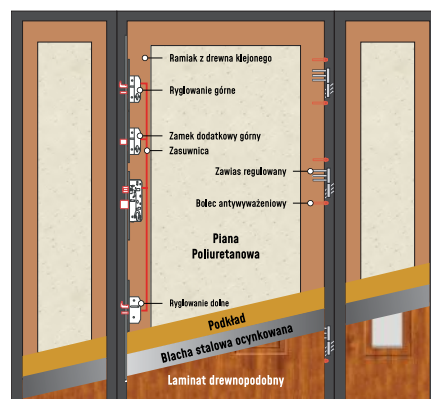 Ramiak z drewna klejonego
Ryglowanie górne
Zamek dodatkowy górny
Zasuwnica
Zawias regulowany
Bolec antywyważeniowy
Piana
Poliuretanowa
Ryglowanie dolne
Podkład
Blacha stalowa ocynkowana
Laminat drewnopodobny